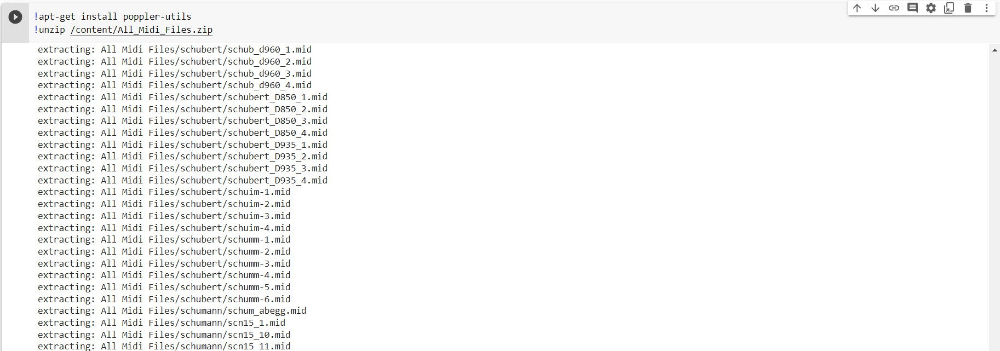 !apt-get install poppler-utils
!unzip /content/All_Midi_Files.zip
extracting: All Midi Files/schubert/schub_d960_1.mid
extracting: All Midi Files/schubert/schub_d960_2.mid
extracting: All Midi Files/schubert/schub_d960_3.mid
extracting: All Midi Files/schubert/schub_d960_4.mid
extracting: All Midi Files/schubert/schubert_D850_1.mid
extracting: All Midi Files/schubert/schubert_D850_2.mid
extracting: All Midi Files/schubert/schubert_D850_3.mid
extracting: All Midi Files/schubert/schubert_D850_4.mid
extracting: All Midi Files/schubert/schubert_D935_1.mid
extracting: All Midi Files/schubert/schubert_D935_2.mid
extracting: All Midi Files/schubert/schubert_D935_3.mid
extracting: All Midi Files/schubert/schubert_D935_4.mid
extracting: All Midi Files/schubert/schuim-1.mid
extracting: All Midi Files/schubert/schuim-2.mid
extracting: All Midi Files/schubert/schuim-3.mid
extracting: All Midi Files/schubert/schuim-4.mid
extracting: All Midi Files/schubert/schumm-1.mid
extracting: All Midi Files/schubert/schumm-2.mid
extracting: All Midi Files/schubert/schumm-3.mid
extracting: All Midi Files/schubert/schumm-4.mid
extracting: All Midi Files/schubert/schumm-5.mid
extracting: All Midi Files/schubert/schumm-6.mid
extracting: All Midi Files/schumann/schum_abegg.mid
extracting: All Midi Files/schumann/scn15_1.mid
extracting: All Midi Files/schumann/scn15_10.mid
extracting: All Midi Files/schumann/scn15_11.mid